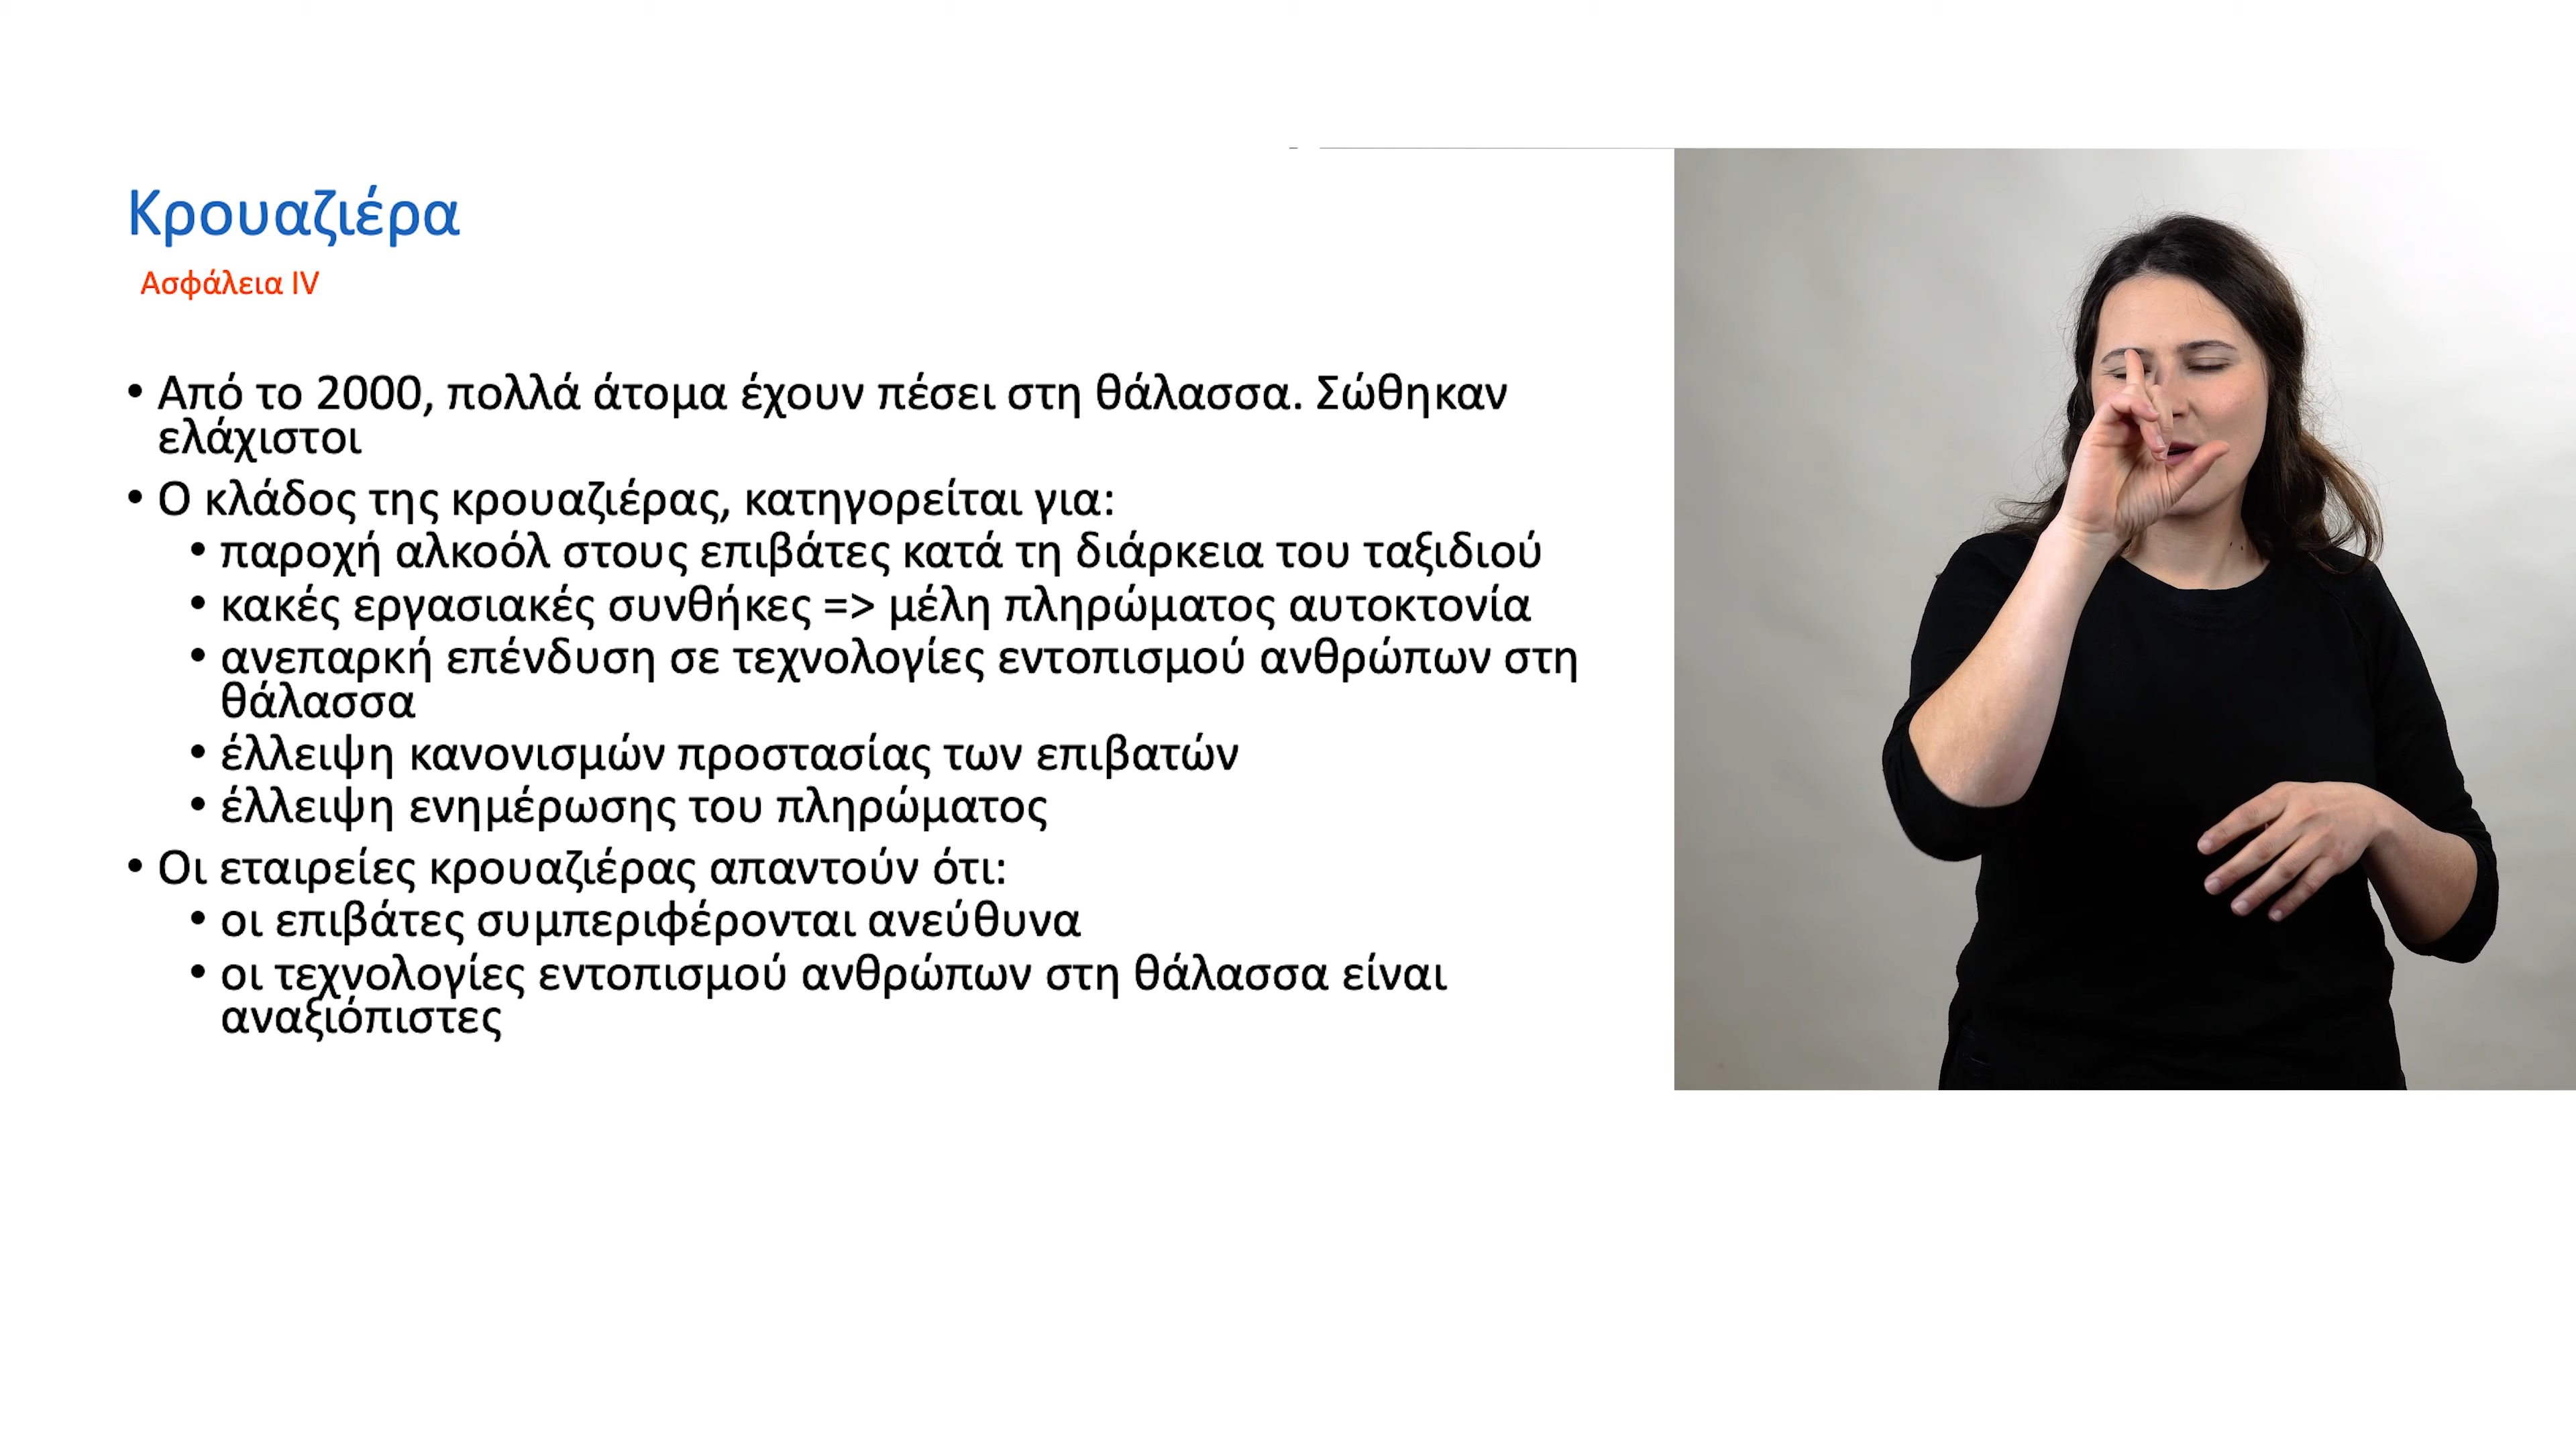 Κρουαζιέρα
Ασφάλεια IV
• Από το 2000, πολλά άτομα έχουν πέσει στη θάλασσα. Σώθηκαν
ελάχιστοι
• Ο κλάδος της κρουαζιέρας, κατηγορείται για:
• παροχή αλκοόλ στους επιβάτες κατά τη διάρκεια του ταξιδιού
• κακές εργασιακές συνθήκες => μέλη πληρώματος αυτοκτονία
• ανεπαρκή επένδυση σε τεχνολογίες εντοπισμού ανθρώπων στη
θάλασσα
• έλλειψη κανονισμών προστασίας των επιβατών
• έλλειψη ενημέρωσης του πληρώματος
• Οι εταιρείες κρουαζιέρας απαντούν ότι:
• οι επιβάτες συμπεριφέρονται ανεύθυνα
• οι τεχνολογίες εντοπισμού ανθρώπων στη θάλασσα είναι
αναξιόπιστες